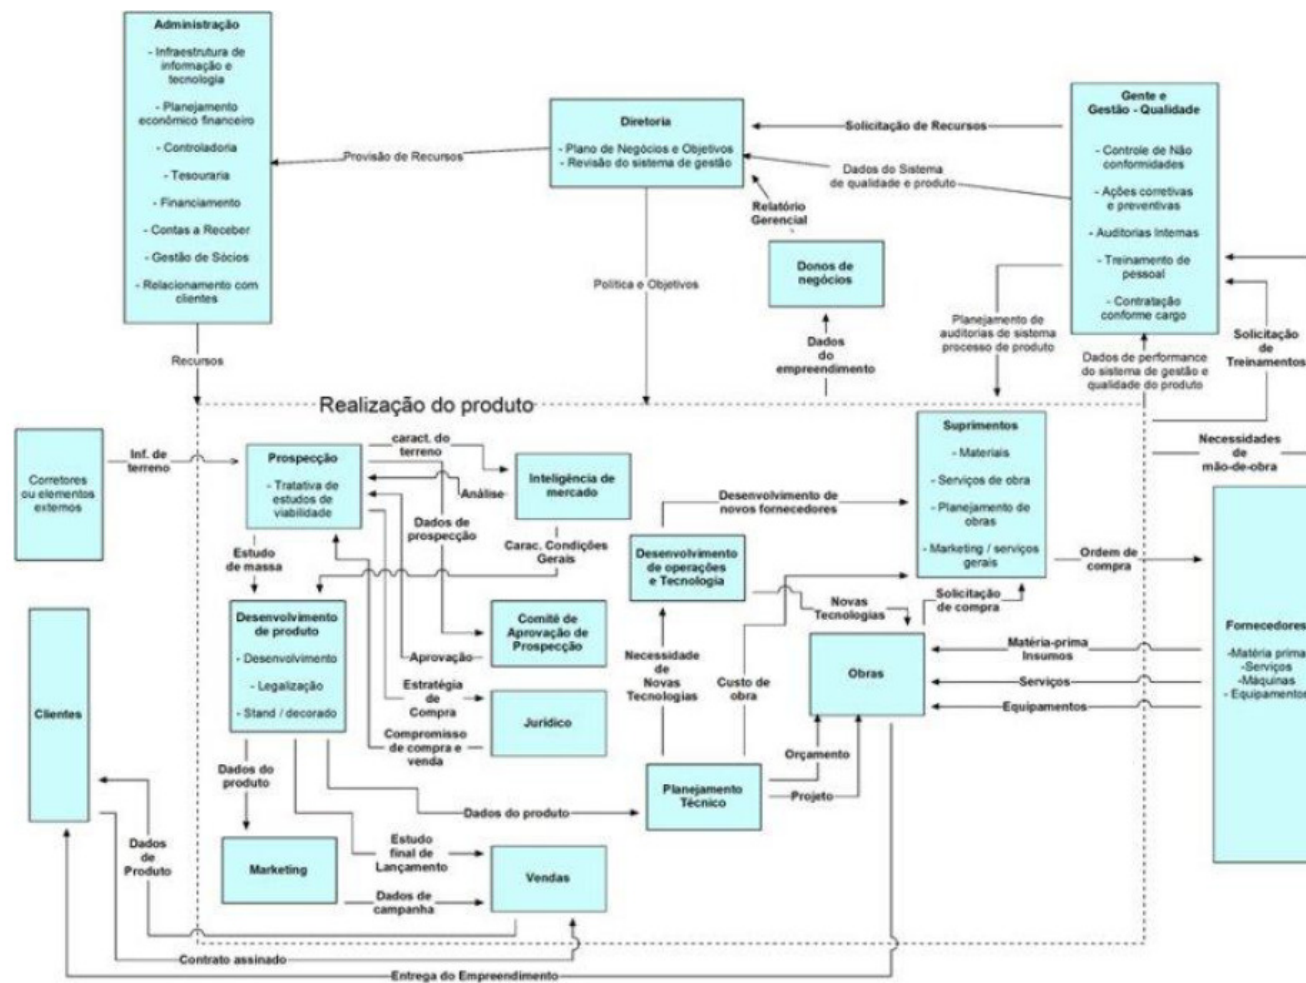 Administração
- Infraestrutura de
informação e
tecnologia
- Planejamento
econômico financeiro
- Controladoria
- Tesouraria
- Financiamento
- Contas a Receber
- Gestão de Sócios
- Relacionamento com
clientes
Provisão de Recursos
Diretoria
- Plano de Negócios e Objetivos
- Revisão do sistema de gestão
Solicitação de Recursos
Dados do Sistema
de qualidade e produto
Relatório
Gerencial
Donos de
negócios
Gente e
Gestão - Qualidade
- Controle de Não
conformidades
- Ações corretivas
e preventivas
- Auditorias Internas
- Treinamento de
pessoal
- Contratação
conforme cargo
Política e Objetivos
Dados
do
empreendimento
Planejamento de
auditorias de sistema
processo de produto
Dados de performance
do sistema de gestão e
qualidade do produto
Solicitação
de
Treinamentos
Recursos
Realização do produto
Corretores
ou elementos
externos
Inf. de
terreno
Prospecção
- Tratativa de
estudos de
viabilidade
caract. do
terreno
Análise
Inteligência de
mercado
Dados de
prospecção
Carac. Condições
Gerais
Estudo
de massa
Desenvolvimento de
novos fornecedores
Suprimentos
- Materiais
- Serviços de obra
- Planejamento de
obras
- Marketing / serviços
gerais
Necessidades
de
mão-de-obra
Ordem de
compra
Desenvolvimento
de operações
e Tecnologia
Novas
Tecnologias
Solicitação
de compra
Clientes
Desenvolvimento
de produto
- Desenvolvimento
- Legalização
- Stand / decorado
Comitê de
Aprovação de
Prospecção
Aprovação
Estratégia
de
Compra
Jurídico
Compromisso
de compra e
venda
Necessidade
de
Novas
Tecnologias
Custo de
obra
Obras
Matéria-prima
Insumos
Serviços
Equipamentos
Fornecedores
-Matéria prima
-Serviços
-Máquinas
- Equipamentos
Dados do
produto
Dados do produto
Planejamento
Técnico
Orçamento
Projeto
Dados
de
Produto
Marketing
Estudo
final de
Lançamento
Dados de
campanha
Vendas
Contrato assinado
Entrega do Empreendimento